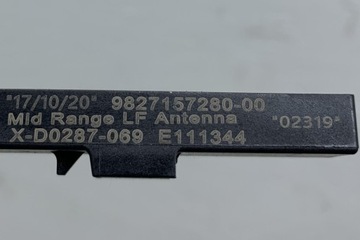 "17/10/20" 9827157280-00
Mid Range LF Antenna "02319"
X-D0287-069 E111344